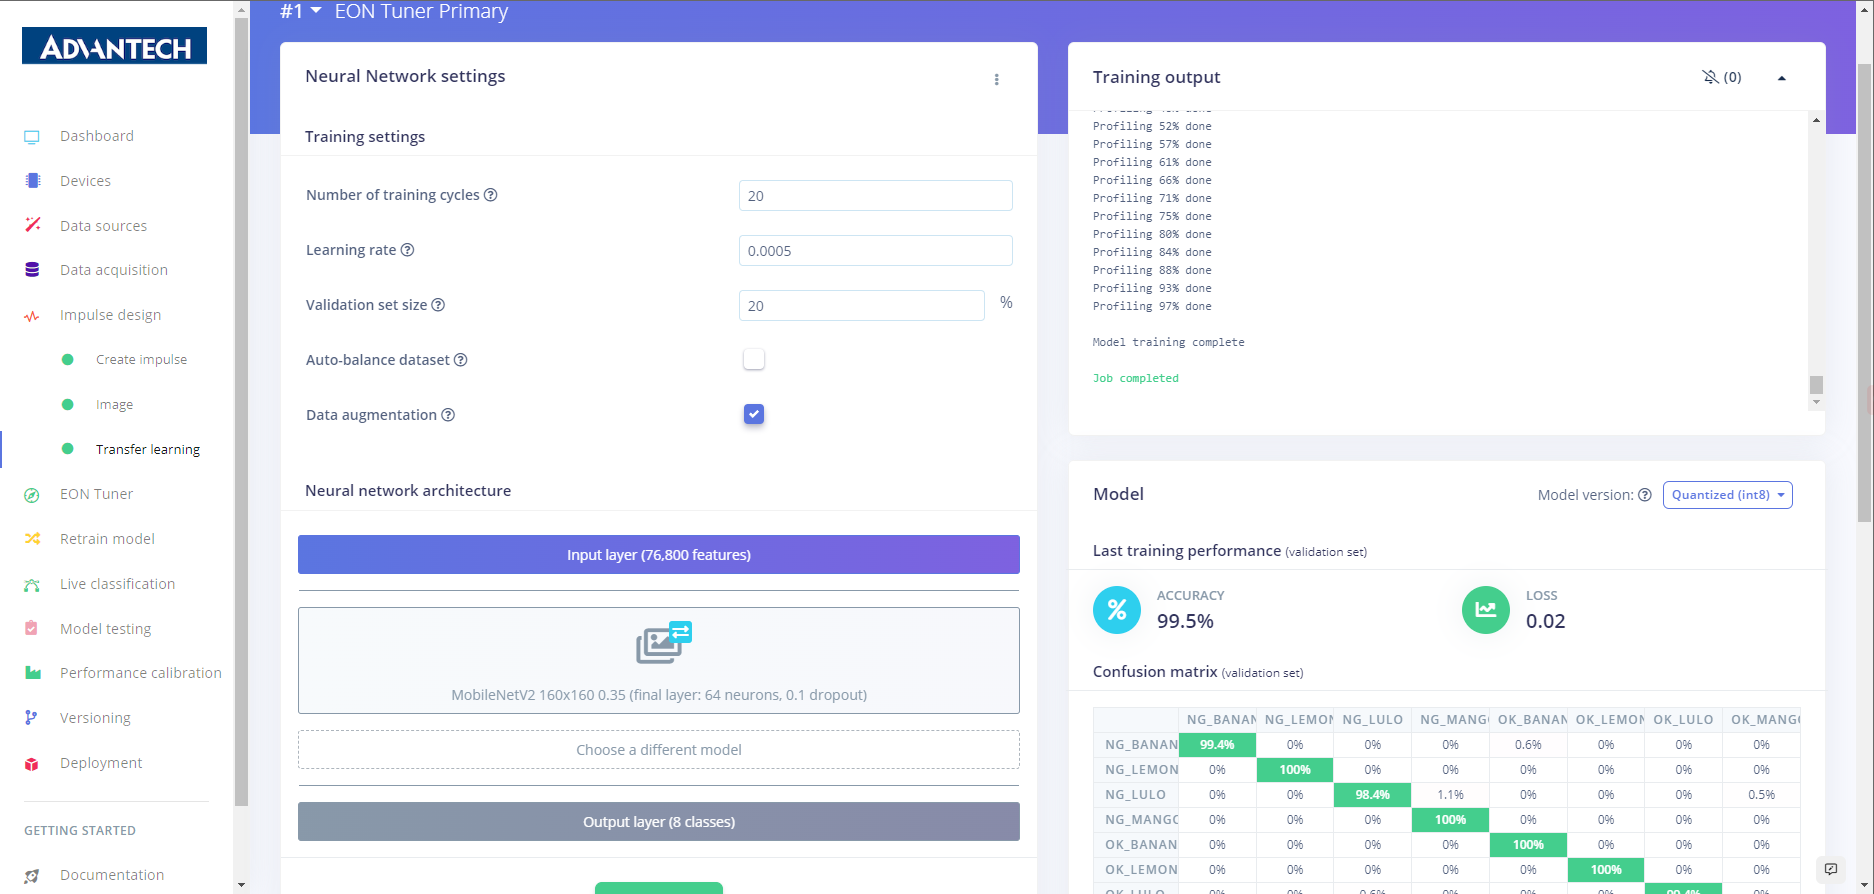 ADVANTECH
Dashboard
Devices
Data sources
Data acquisition
Impulse design
Create impulse
Image
Transfer learning
EON Tuner
Retrain model
Live classification
Model testing
Performance calibration
Versioning
Deployment
GETTING STARTED
Documentation
#1 EON Tuner Primary
Neural Network settings
Training settings
Number of training cycles ? 20
Learning rate ? 0.0005
Validation set size ? 20 %
Auto-balance dataset ?
Data augmentation ?
Neural network architecture
Input layer (76,800 features)
MobileNetV2 160x160 0.35 (final layer: 64 neurons, 0.1 dropout)
Choose a different model
Output layer (8 classes)
Training output (0)
Profiling 52% done
Profiling 57% done
Profiling 61% done
Profiling 66% done
Profiling 71% done
Profiling 75% done
Profiling 80% done
Profiling 84% done
Profiling 88% done
Profiling 93% done
Profiling 97% done
Model training complete
Job completed
Model
Model version: ? Quantized (int8)
Last training performance (validation set)
% ACCURACY 99.5%
LOSS 0.02
Confusion matrix (validation set)
NG_BANAN NG_LEMON NG_LULO NG_MANG OK_BANAN OK_LEMON OK_LULO OK_MANG
NG_BANAN 99.4% 0% 0% 0% 0.6% 0% 0% 0%
NG_LEMON 0% 100% 0% 0% 0% 0% 0% 0%
NG_LULO 0% 0% 98.4% 1.1% 0% 0% 0% 0.5%
NG_MANG 0% 0% 0% 100% 0% 0% 0% 0%
OK_BANAN 0% 0% 0% 0% 100% 0% 0% 0%
OK_LEMON 0% 0% 0% 0% 0% 100% 0% 0%
OK_LULO 0% 0% 0.6% 0% 0% 0% 99.4% 0%